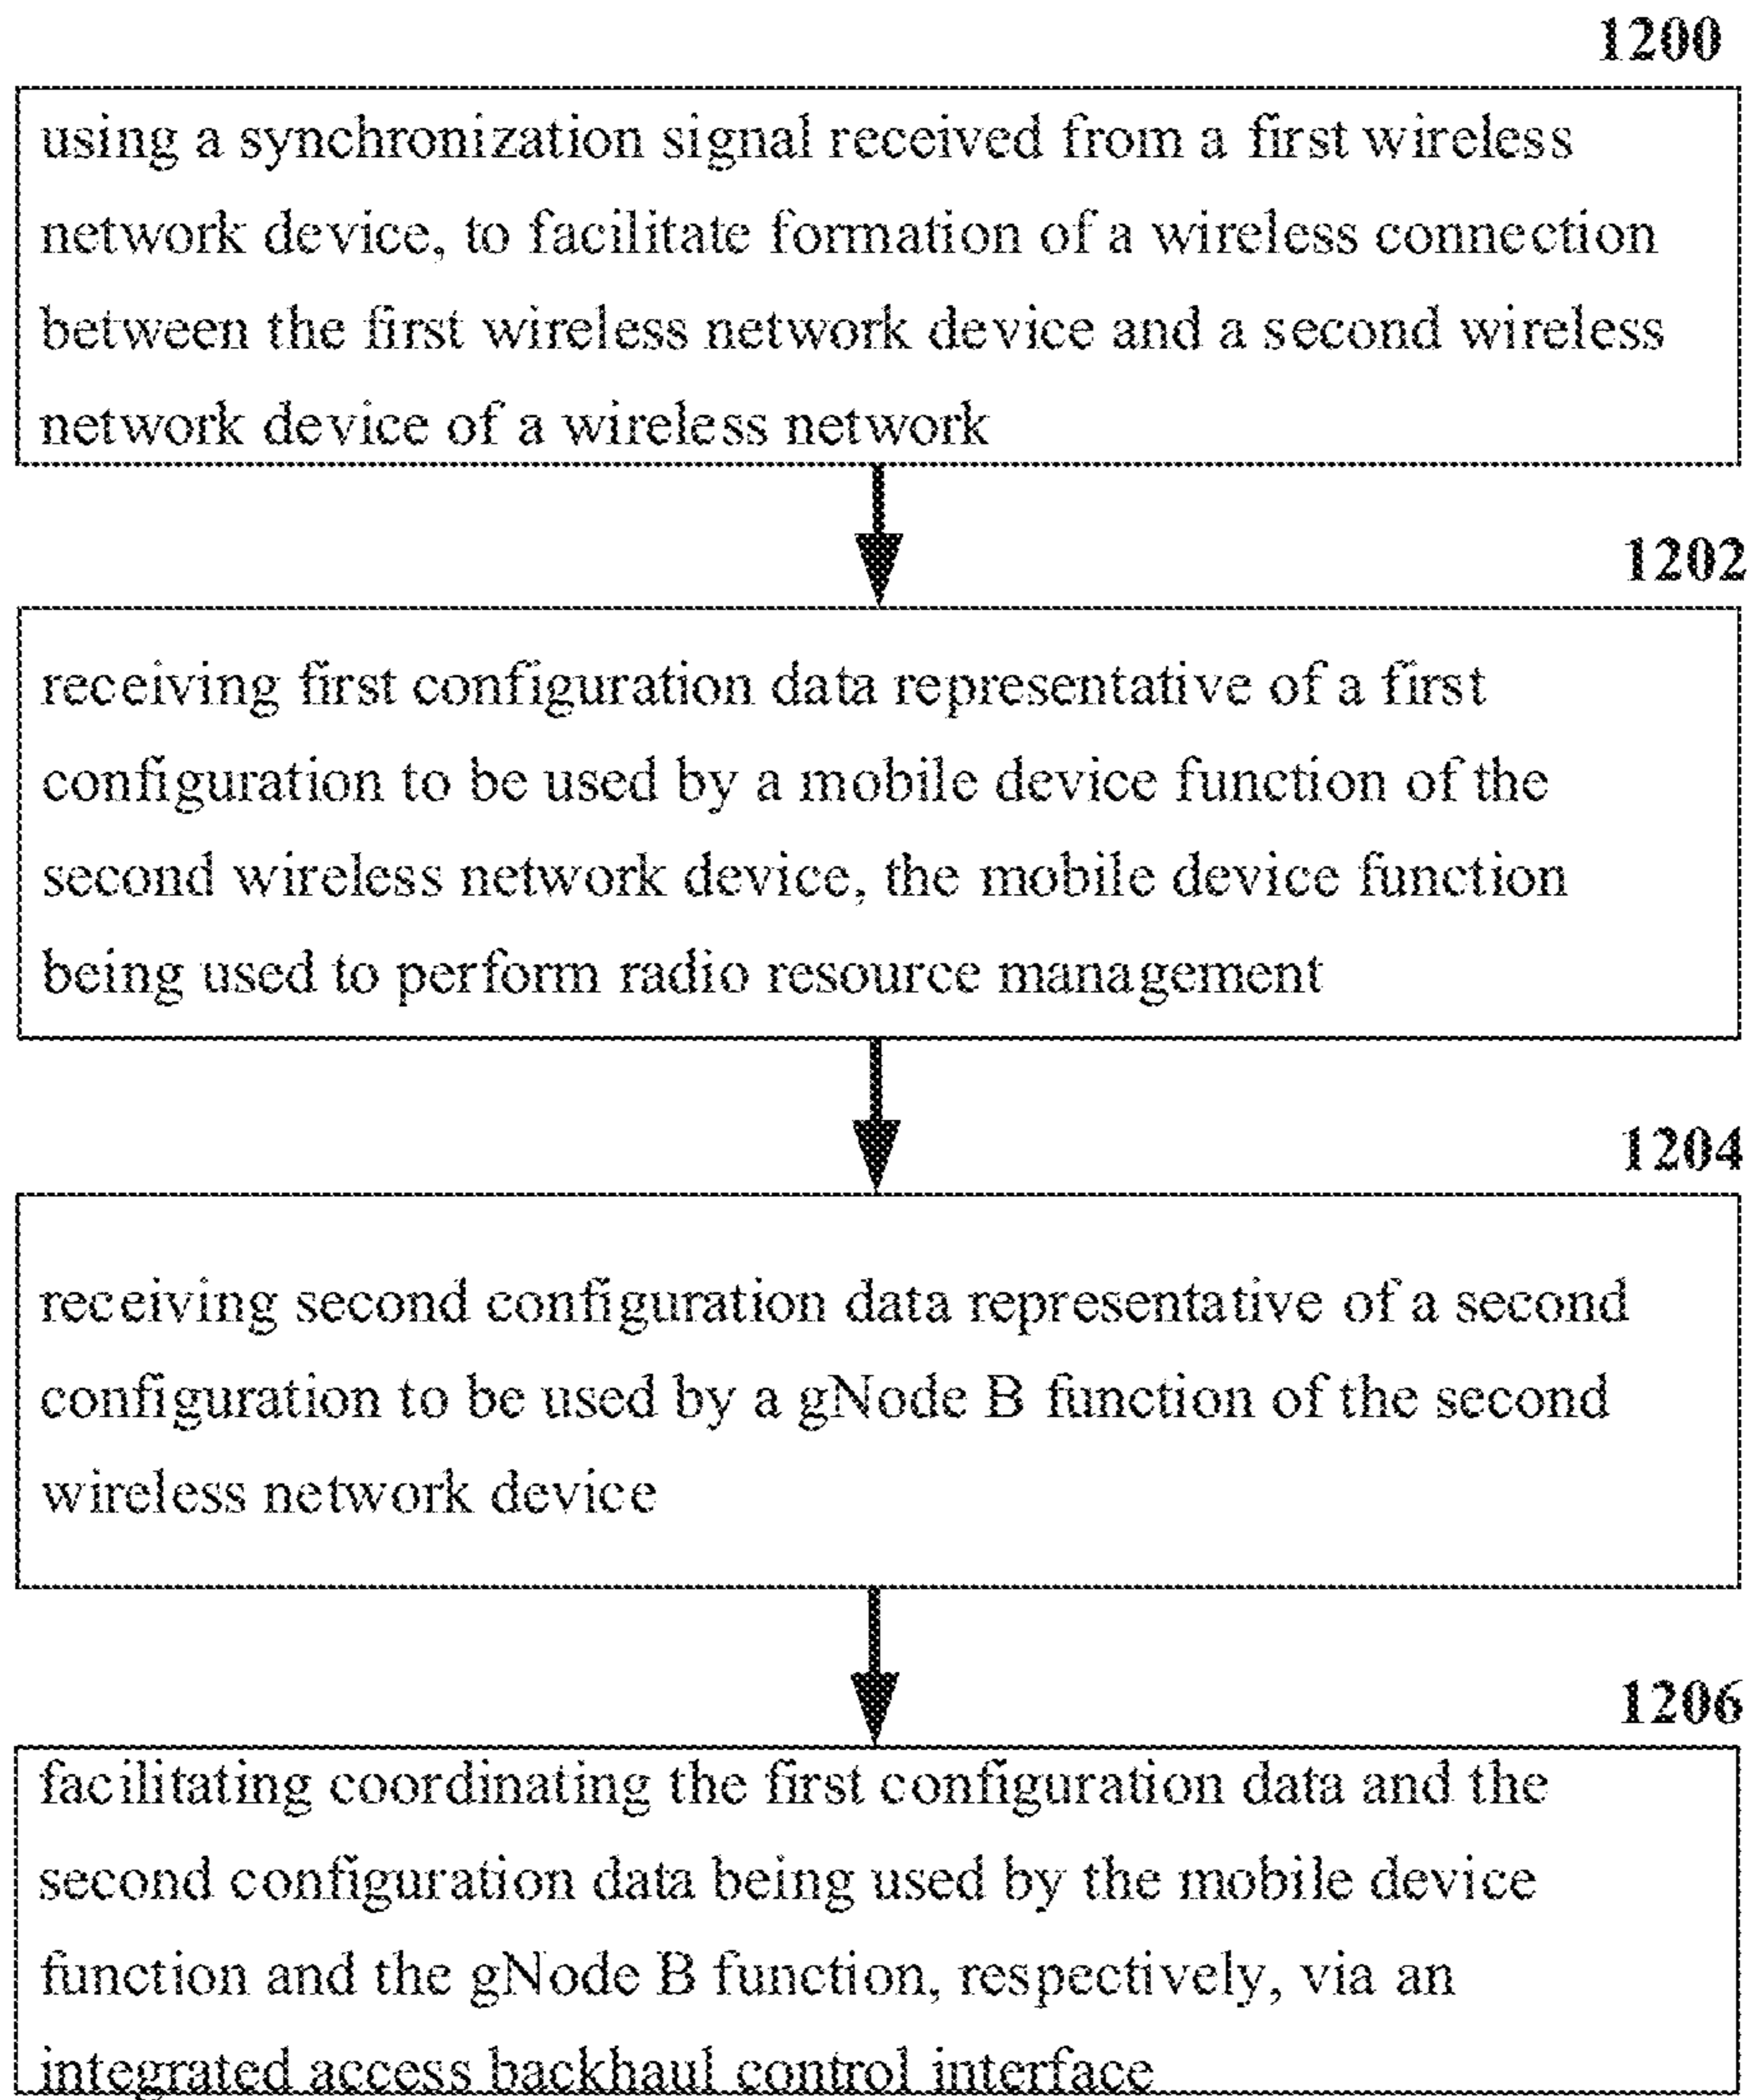 1200
using a synchronization signal received from a first wireless
network device, to facilitate formation of a wireless connection
between the first wireless network device and a second wireless
network device of a wireless network
1202
receiving first configuration data representative of a first
configuration to be used by a mobile device function of the
second wireless network device, the mobile device function
being used to perform radio resource management
1204
receiving second configuration data representative of a second
configuration to be used by a gNode B function of the second
wireless network device
1206
facilitating coordinating the first configuration data and the
second configuration data being used by the mobile device
function and the gNode B function, respectively, via an
integrated access backhaul control interface